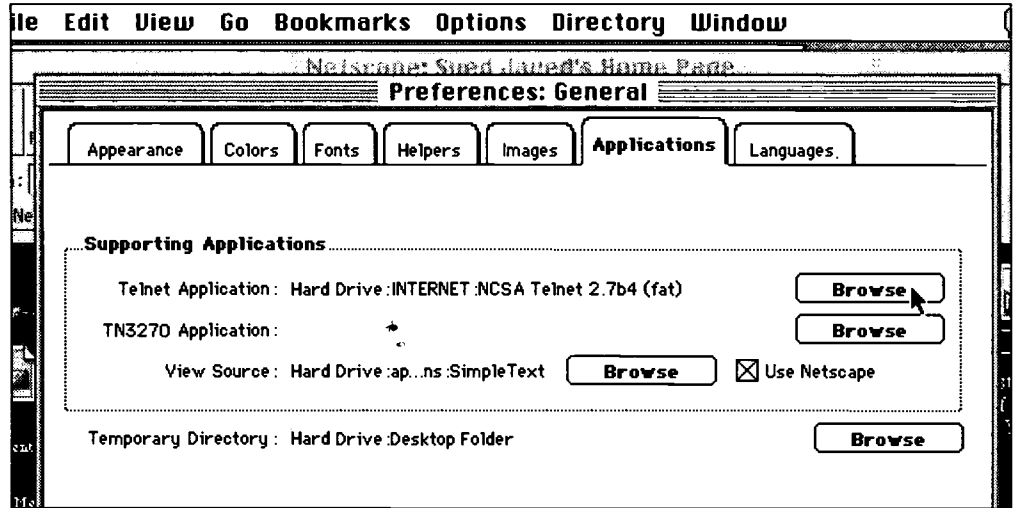 ile Edit View Go Bookmarks Options Directory Window
Netscape: Syed Javed's Home Page
Preferences: General
Appearance Colors Fonts Helpers Images Applications Languages
Ne
Supporting Applications
Telnet Application: Hard Drive:INTERNET:NCSA Telnet 2.7b4 (fat) Browse
TN3270 Application: Browse
View Source: Hard Drive:ap...ns:SimpleText Browse Use Netscape
Temporary Directory: Hard Drive:Desktop Folder Browse